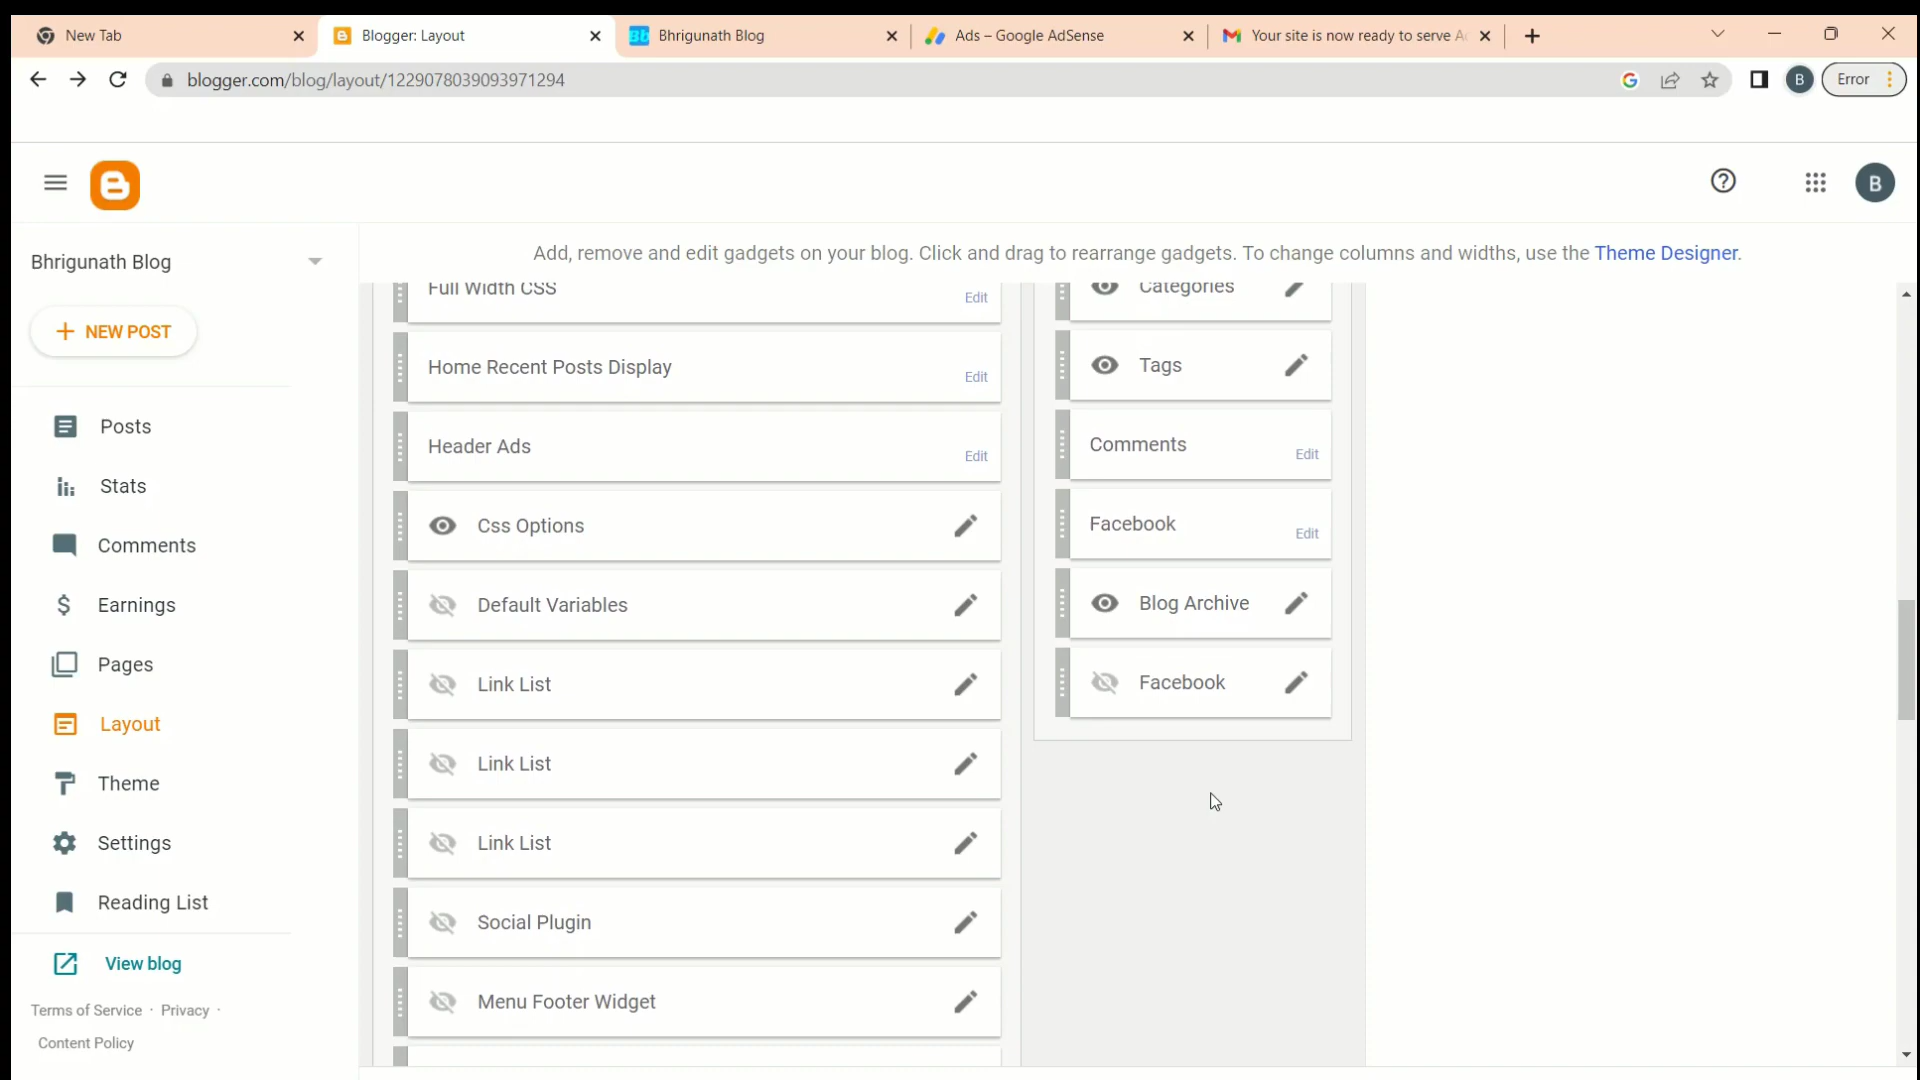 New Tab
Blogger: Layout
Bhrigunath Blog
Ads – Google AdSense
Your site is now ready to serve A
blogger.com/blog/layout/1229078039093971294
B
Error
B
Bhrigunath Blog
Add, remove and edit gadgets on your blog. Click and drag to rearrange gadgets. To change columns and widths, use the Theme Designer.
NEW POST
Posts
Stats
Comments
Earnings
Pages
Layout
Theme
Settings
Reading List
View blog
Terms of Service · Privacy ·
Content Policy
Full Width CSS
Edit
Home Recent Posts Display
Edit
Header Ads
Edit
Css Options
Default Variables
Link List
Link List
Link List
Social Plugin
Menu Footer Widget
Categories
Tags
Comments
Edit
Facebook
Edit
Blog Archive
Facebook